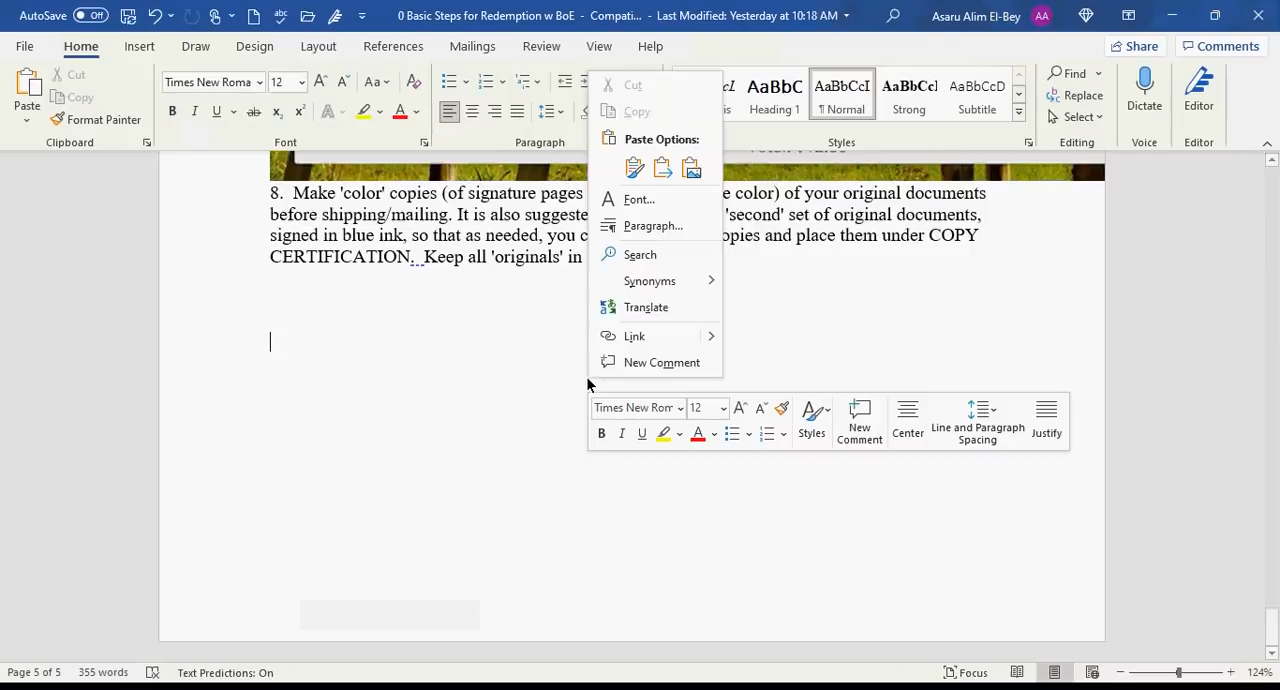 AutoSave Off 0 Basic Steps for Redemption w BoE - Compati... - Last Modified: Yesterday at 10:18 AM Asaru Alim El-Bey AA
File Home Insert Draw Design Layout References Mailings Review View Help Share Comments
Paste
Cut
Copy
Format Painter
Clipboard
Times New Roma 12 Aa
B I U ab x₂ x² A A
Font
Paragraph
AaBbC AaBbCcI AaBbCcI AaBbCcD
Heading 1 ¶ Normal Strong Subtitle
Styles
Find
Replace
Select
Editing
Dictate
Voice
Editor
Editor
8. Make 'color' copies (of signature pages color) of your original documents
before shipping/mailing. It is also 'second' set of original documents,
signed in blue ink, so that as needed, you and place them under COPY
CERTIFICATION. Keep all 'originals' in
Cut
Copy
Paste Options:
Font...
Paragraph...
Search
Synonyms
Translate
Link
New Comment
Times New Ror 12
B I U A
Styles
New Comment
Center
Line and Paragraph Spacing
Justify
Page 5 of 5 355 words Text Predictions: On Focus 124%